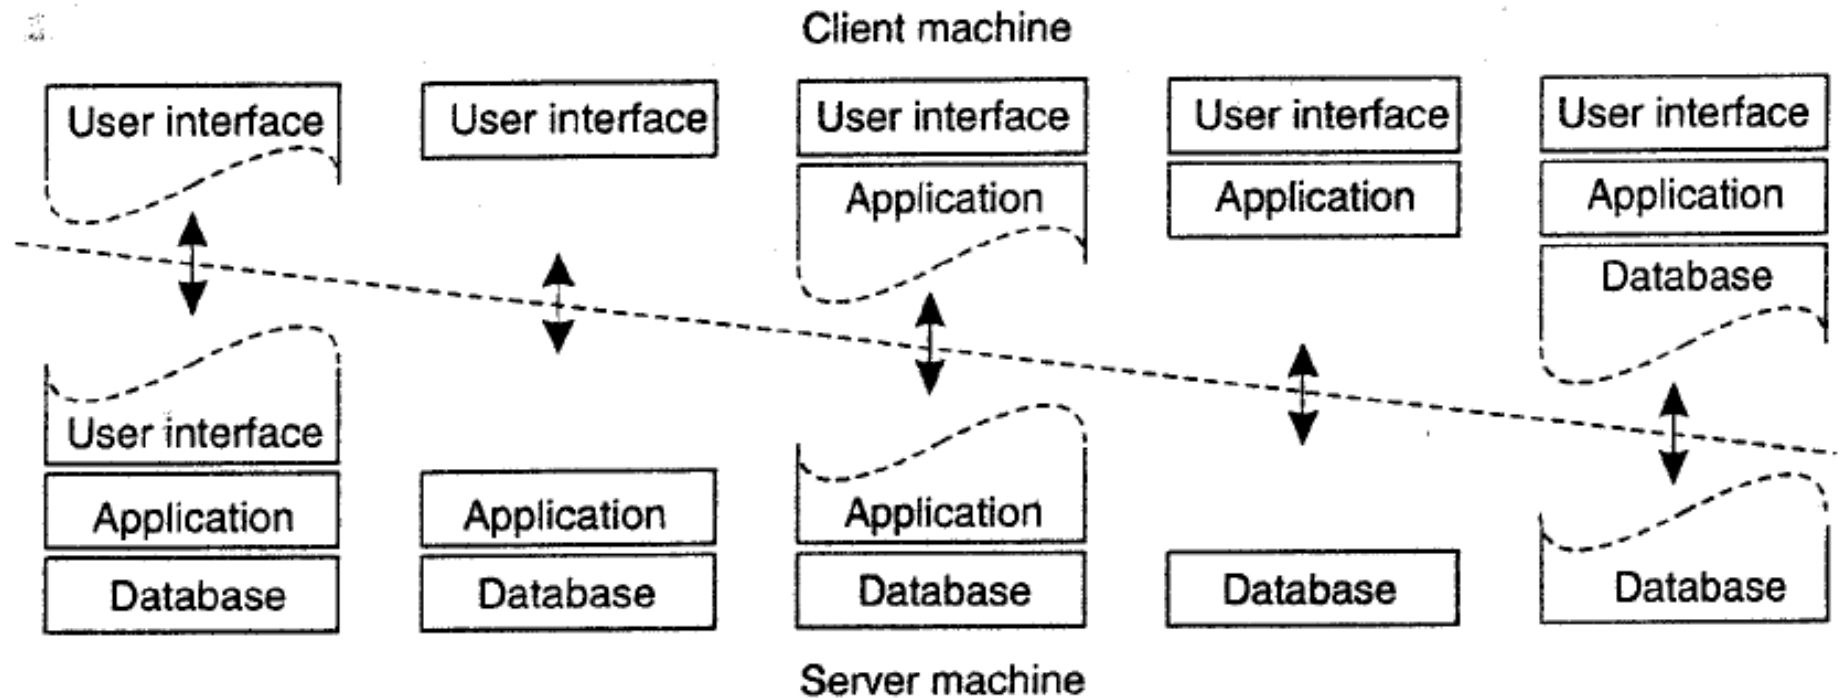 Client machine
User interface
User interface
User interface
User interface
User interface
Application
Application
Application
Database
User interface
Application
Application
Application
Database
Database
Database
Database
Database
Server machine